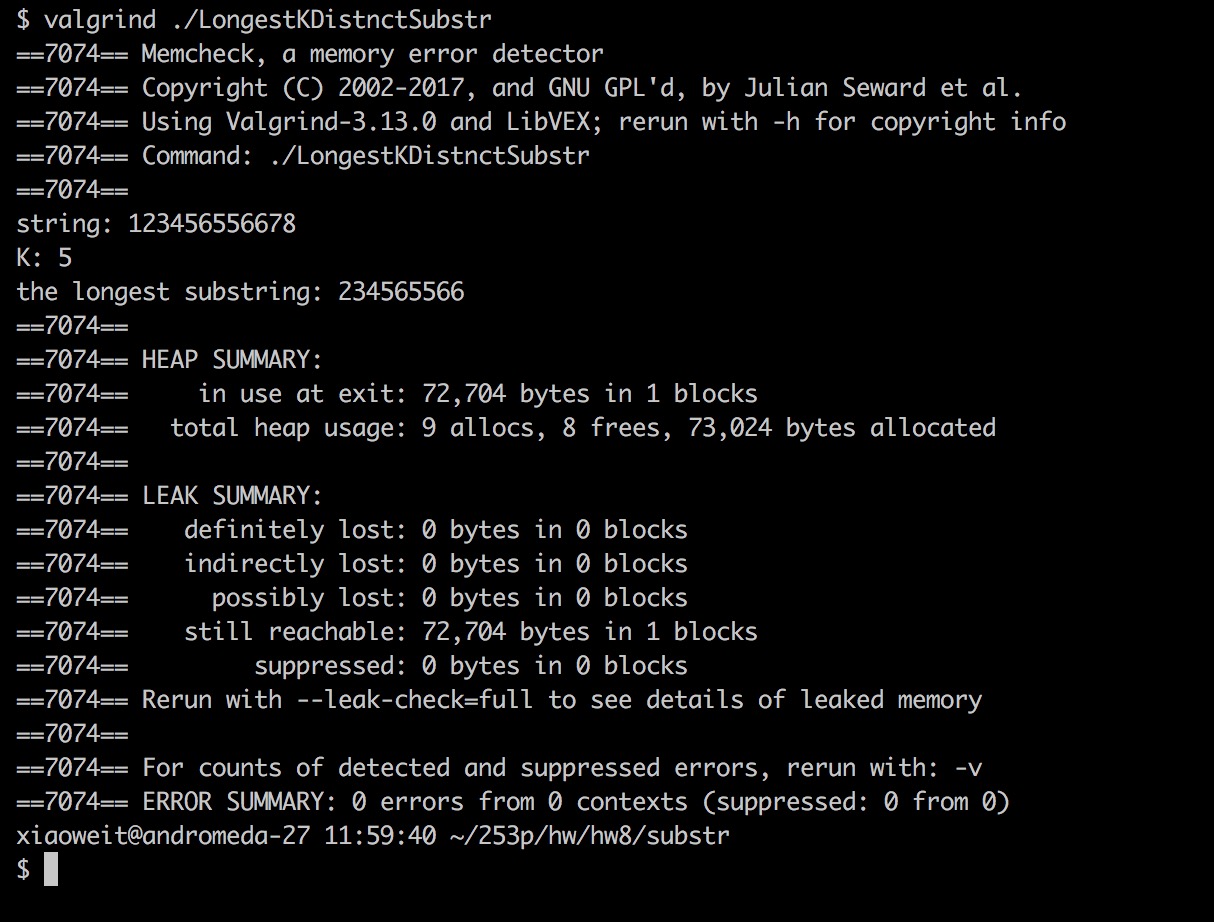 $ valgrind ./LongestKDistnctSubstr
==7074== Memcheck, a memory error detector
==7074== Copyright (C) 2002-2017, and GNU GPL'd, by Julian Seward et al.
==7074== Using Valgrind-3.13.0 and LibVEX; rerun with -h for copyright info
==7074== Command: ./LongestKDistnctSubstr
==7074==
string: 123456556678
K: 5
the longest substring: 234565566
==7074==
==7074== HEAP SUMMARY:
==7074==     in use at exit: 72,704 bytes in 1 blocks
==7074==   total heap usage: 9 allocs, 8 frees, 73,024 bytes allocated
==7074==
==7074== LEAK SUMMARY:
==7074==    definitely lost: 0 bytes in 0 blocks
==7074==    indirectly lost: 0 bytes in 0 blocks
==7074==      possibly lost: 0 bytes in 0 blocks
==7074==    still reachable: 72,704 bytes in 1 blocks
==7074==         suppressed: 0 bytes in 0 blocks
==7074== Rerun with --leak-check=full to see details of leaked memory
==7074==
==7074== For counts of detected and suppressed errors, rerun with: -v
==7074== ERROR SUMMARY: 0 errors from 0 contexts (suppressed: 0 from 0)
xiaoweit@andromeda-27 11:59:40 ~/253p/hw/hw8/substr
$